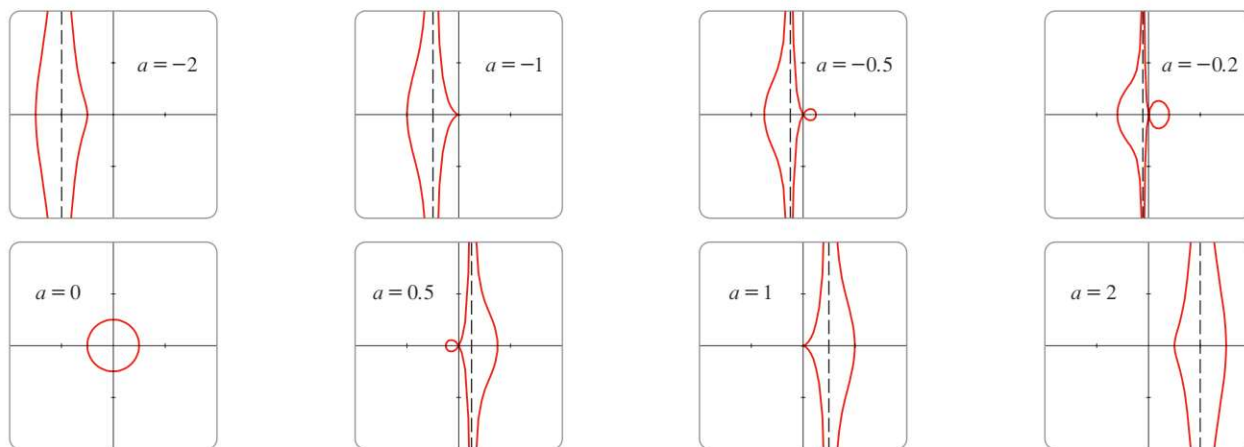 a = −2
a = −1
a = −0.5
a = −0.2
a = 0
a = 0.5
a = 1
a = 2